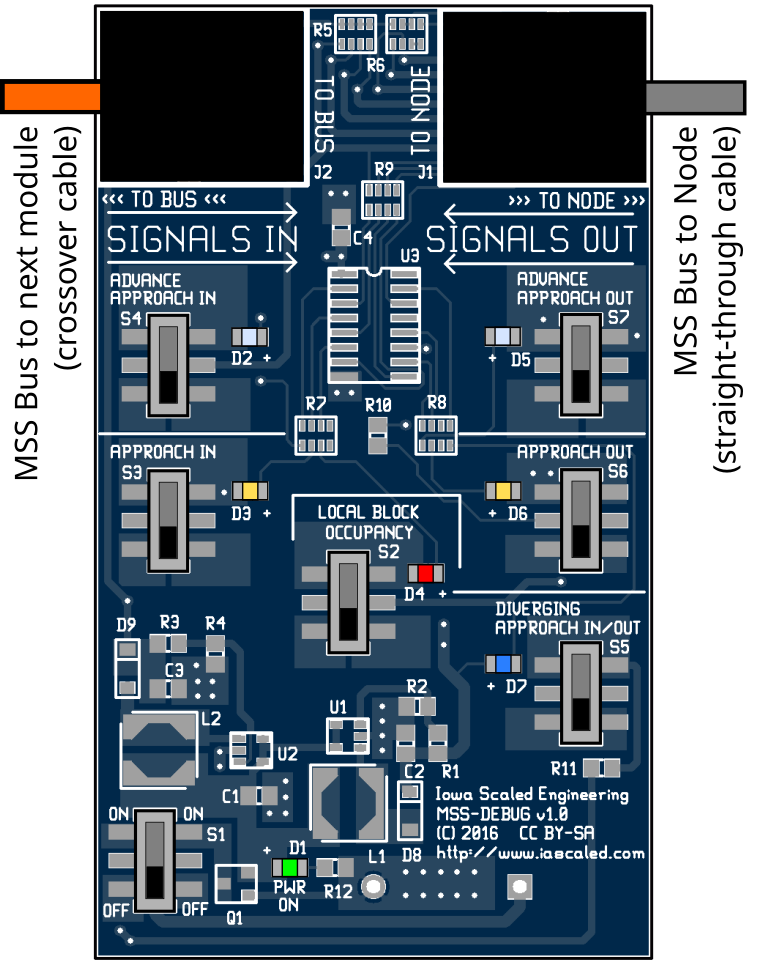 R5
R6
TO BUS
TO NODE
J2
J1
R9
MSS Bus to next module
(crossover cable)
MSS Bus to Node
(straight-through cable)
<<< TO BUS <<<
>>> TO NODE >>>
SIGNALS IN
SIGNALS OUT
C4
U3
ADVANCE
APPROACH IN
S4
D2 +
ADVANCE
APPROACH OUT
S7
+ D5
R7
R10
R8
APPROACH IN
S3
D3 +
APPROACH OUT
S6
+ D6
LOCAL BLOCK
OCCUPANCY
S2
D4 +
DIVERGING
APPROACH IN/OUT
S5
+ D7
D9
R3
R4
C3
L2
U2
U1
R2
C2
R1
R11
C1
Iowa Scaled Engineering
MSS-DEBUG v1.0
(C) 2016 CC BY-SA
http://www.iascaled.com
ON
ON
S1
OFF
OFF
Q1
+ D1
PWR
ON
R12
L1
D8